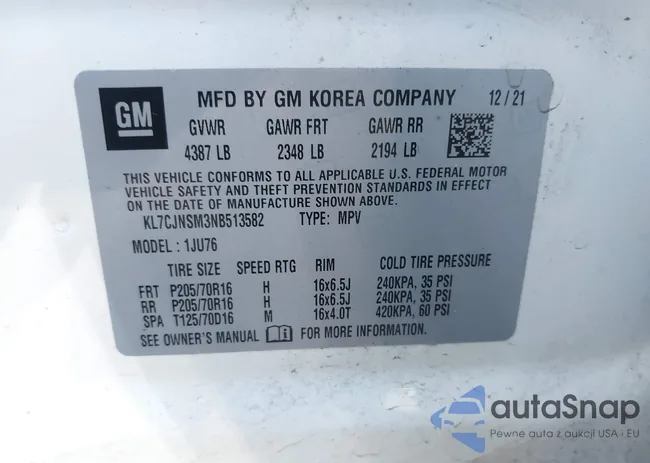 GM MFD BY GM KOREA COMPANY 12/21
GVWR GAWR FRT GAWR RR
4387 LB 2348 LB 2194 LB
THIS VEHICLE CONFORMS TO ALL APPLICABLE U.S. FEDERAL MOTOR
VEHICLE SAFETY AND THEFT PREVENTION STANDARDS IN EFFECT
ON THE DATE OF MANUFACTURE SHOWN ABOVE.
KL7CJNSM3NB513582 TYPE: MPV
MODEL: 1JU76
TIRE SIZE SPEED RTG RIM COLD TIRE PRESSURE
FRT P205/70R16 H 16x6.5J 240KPA, 35 PSI
RR P205/70R16 H 16x6.5J 240KPA, 35 PSI
SPA T125/70D16 M 16x4.0T 420KPA, 60 PSI
SEE OWNER'S MANUAL i FOR MORE INFORMATION.
autoSnap
Pewne auta z aukcji USA i EU